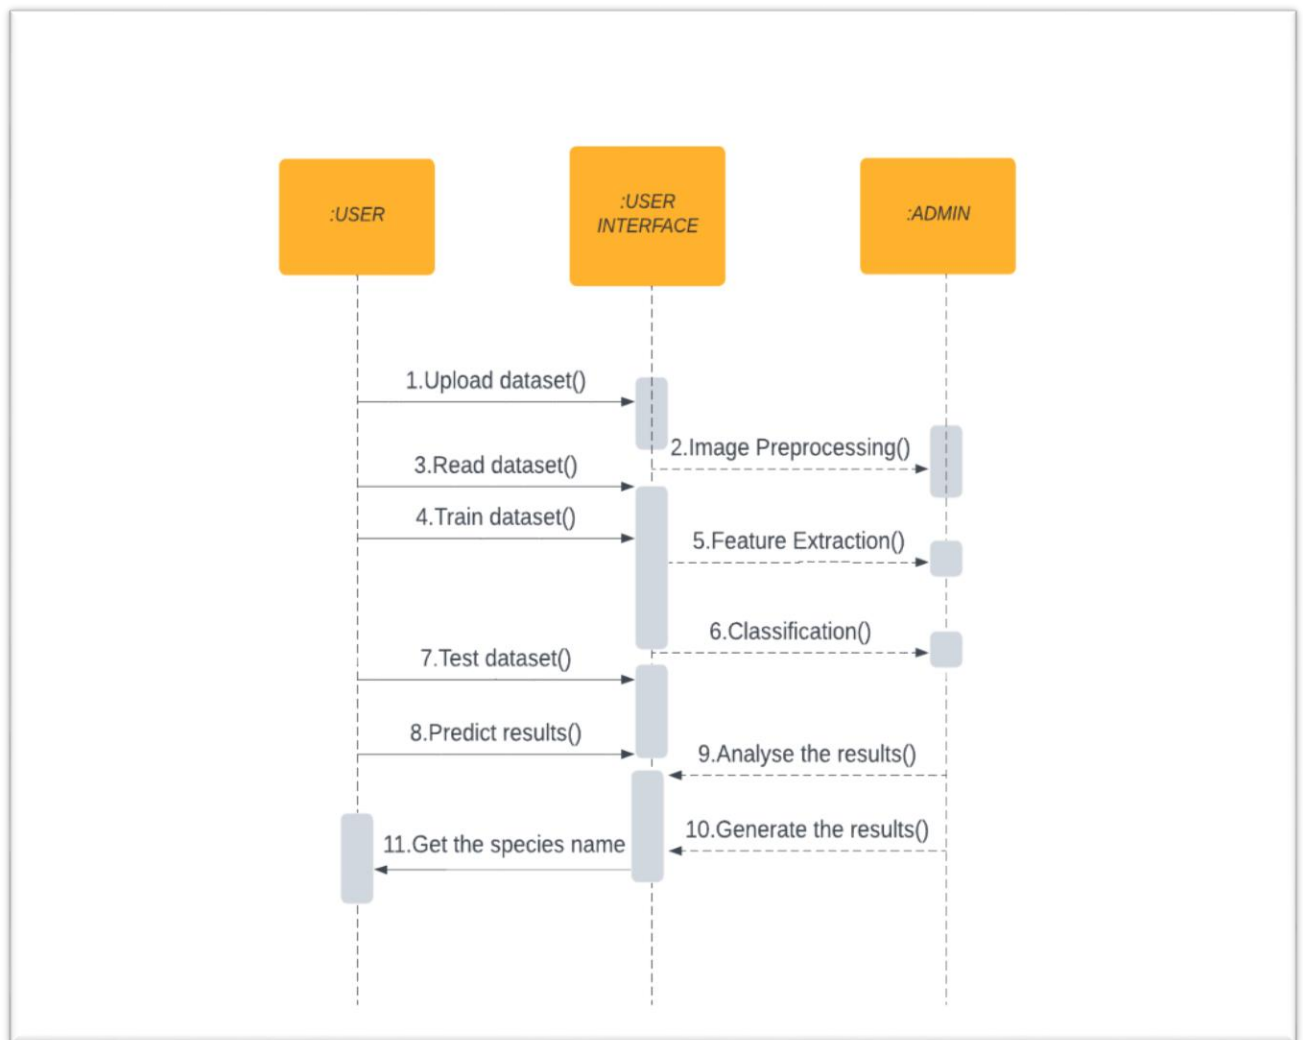 :USER
:USER
INTERFACE
:ADMIN
1.Upload dataset()
2.Image Preprocessing()
3.Read dataset()
4.Train dataset()
5.Feature Extraction()
6.Classification()
7.Test dataset()
8.Predict results()
9.Analyse the results()
10.Generate the results()
11.Get the species name